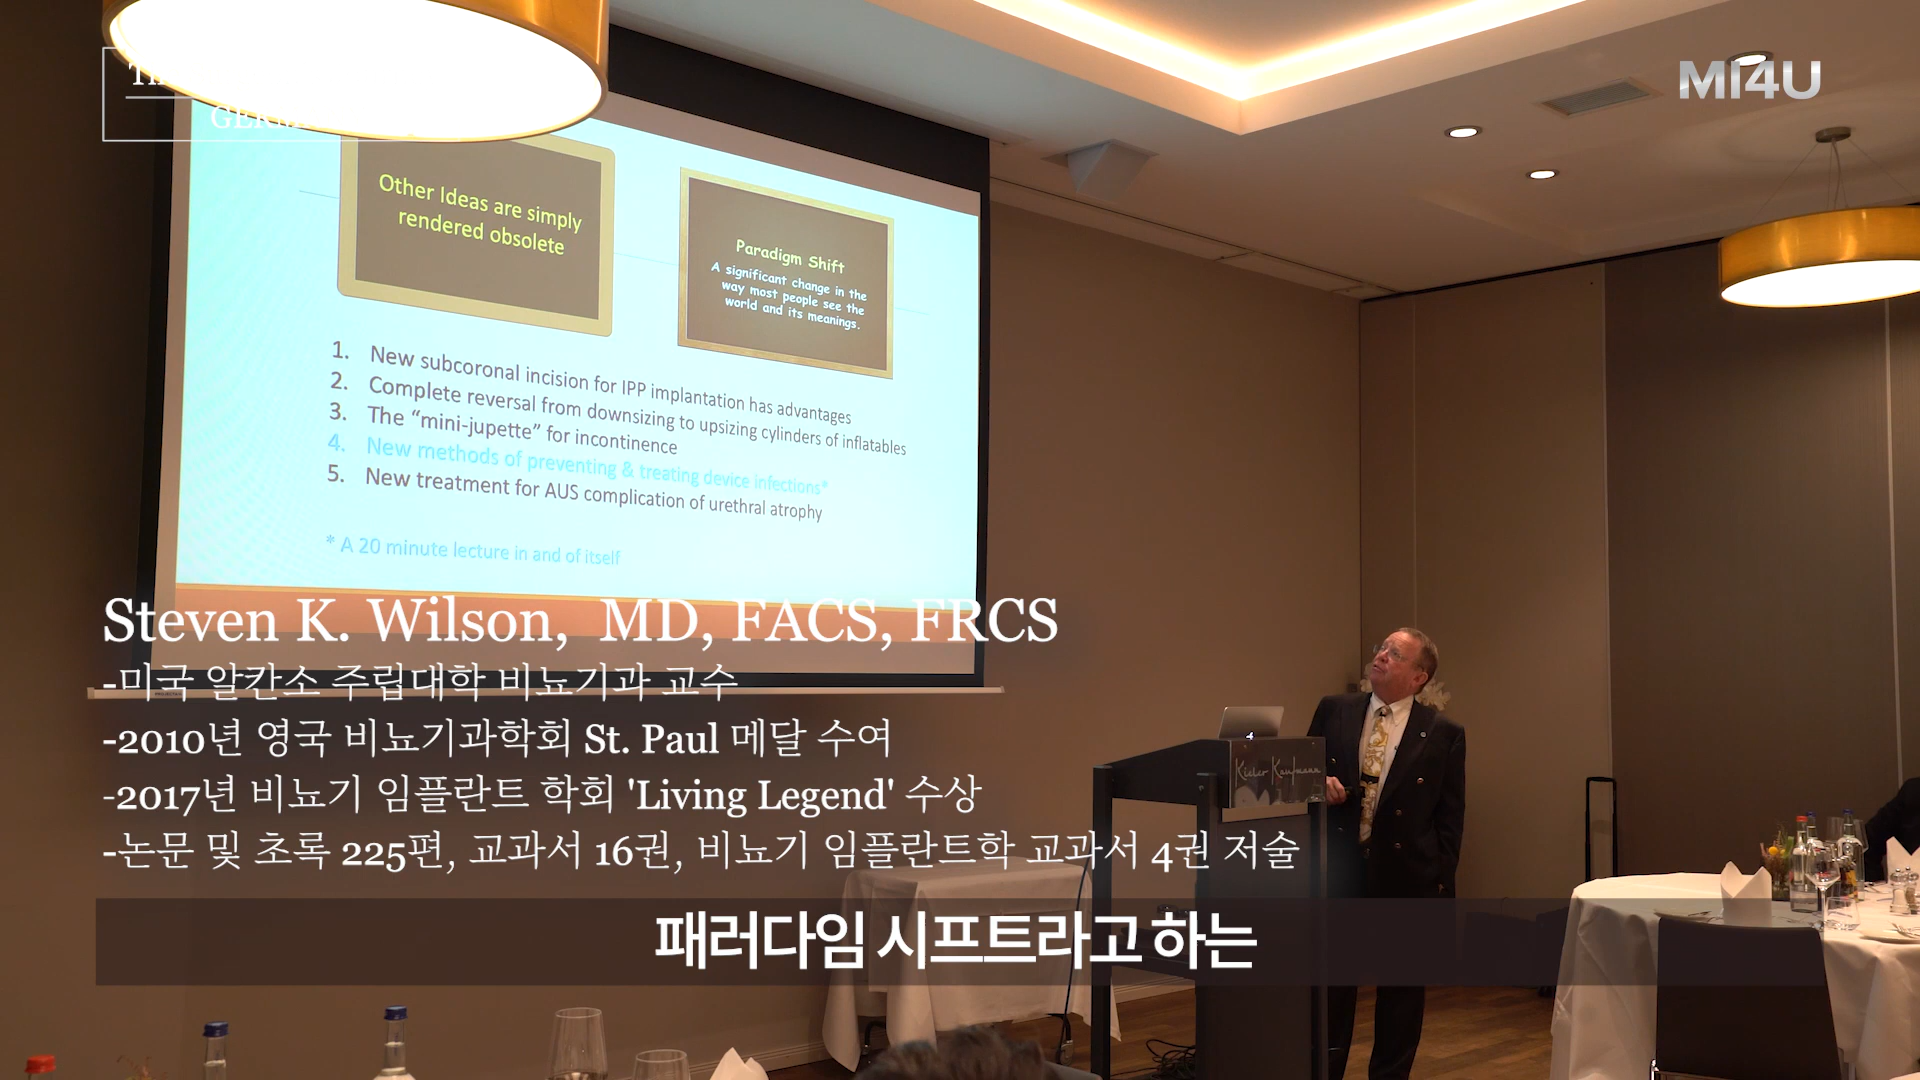 MI4U
Other Ideas are simply
rendered obsolete
Paradigm Shift
A significant change in the
way most people see the
world and its meanings.
1. New subcoronal incision for IPP implantation has advantages
2. Complete reversal from downsizing to upsizing cylinders of inflatables
3. The “mini-jupette” for incontinence
4. New methods of preventing & treating device infections*
5. New treatment for AUS complication of urethral atrophy
* A 20 minute lecture in and of itself
Steven K. Wilson, MD, FACS, FRCS
-미국 알칸소 주립대학 비뇨기과 교수
-2010년 영국 비뇨기과학회 St. Paul 메달 수여
-2017년 비뇨기 임플란트 학회 'Living Legend' 수상
-논문 및 초록 225편, 교과서 16권, 비뇨기 임플란트학 교과서 4권 저술
Kieler Kaufmann
패러다임 시프트라고 하는